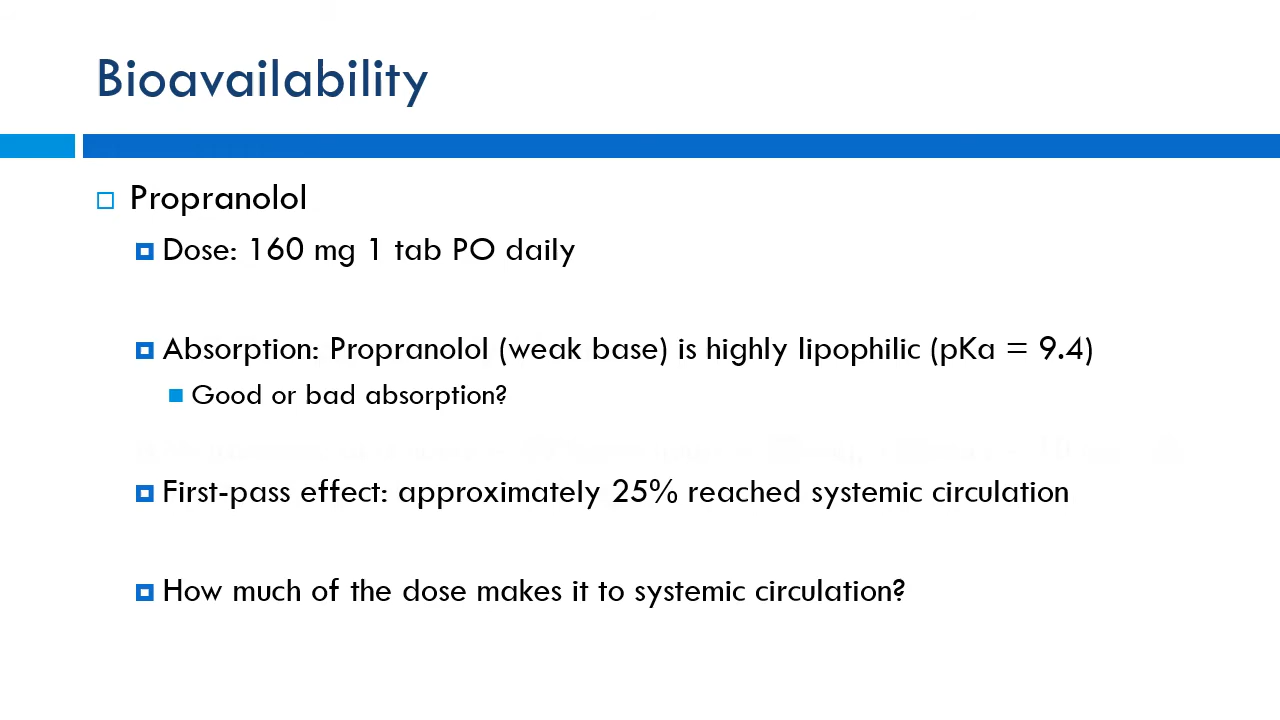 Bioavailability
Propranolol
Dose: 160 mg 1 tab PO daily
Absorption: Propranolol (weak base) is highly lipophilic (pKa = 9.4)
Good or bad absorption?
First-pass effect: approximately 25% reached systemic circulation
How much of the dose makes it to systemic circulation?